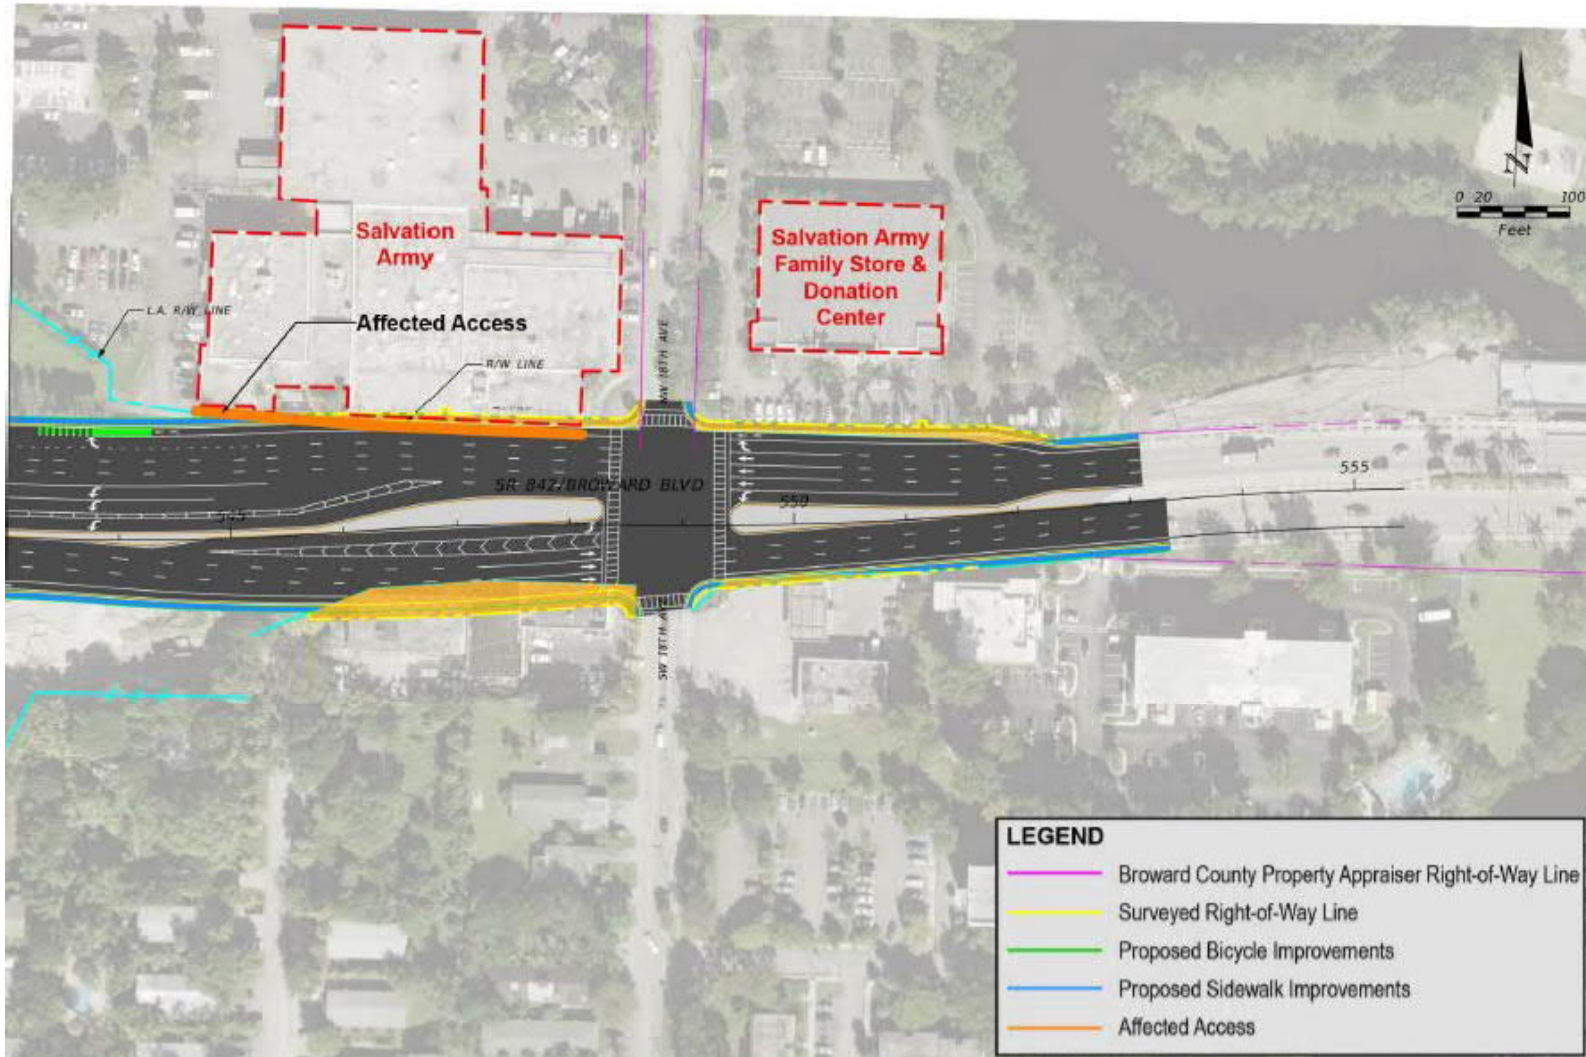 Salvation
Army
Salvation Army
Family Store &
Donation
Center
0 20 100
Feet
N
L.A. R/W LINE
Affected Access
R/W LINE
NW 18TH AVE
SR 842/BROWARD BLVD
545
550
555
SW 18TH AVE
LEGEND
Broward County Property Appraiser Right-of-Way Line
Surveyed Right-of-Way Line
Proposed Bicycle Improvements
Proposed Sidewalk Improvements
Affected Access